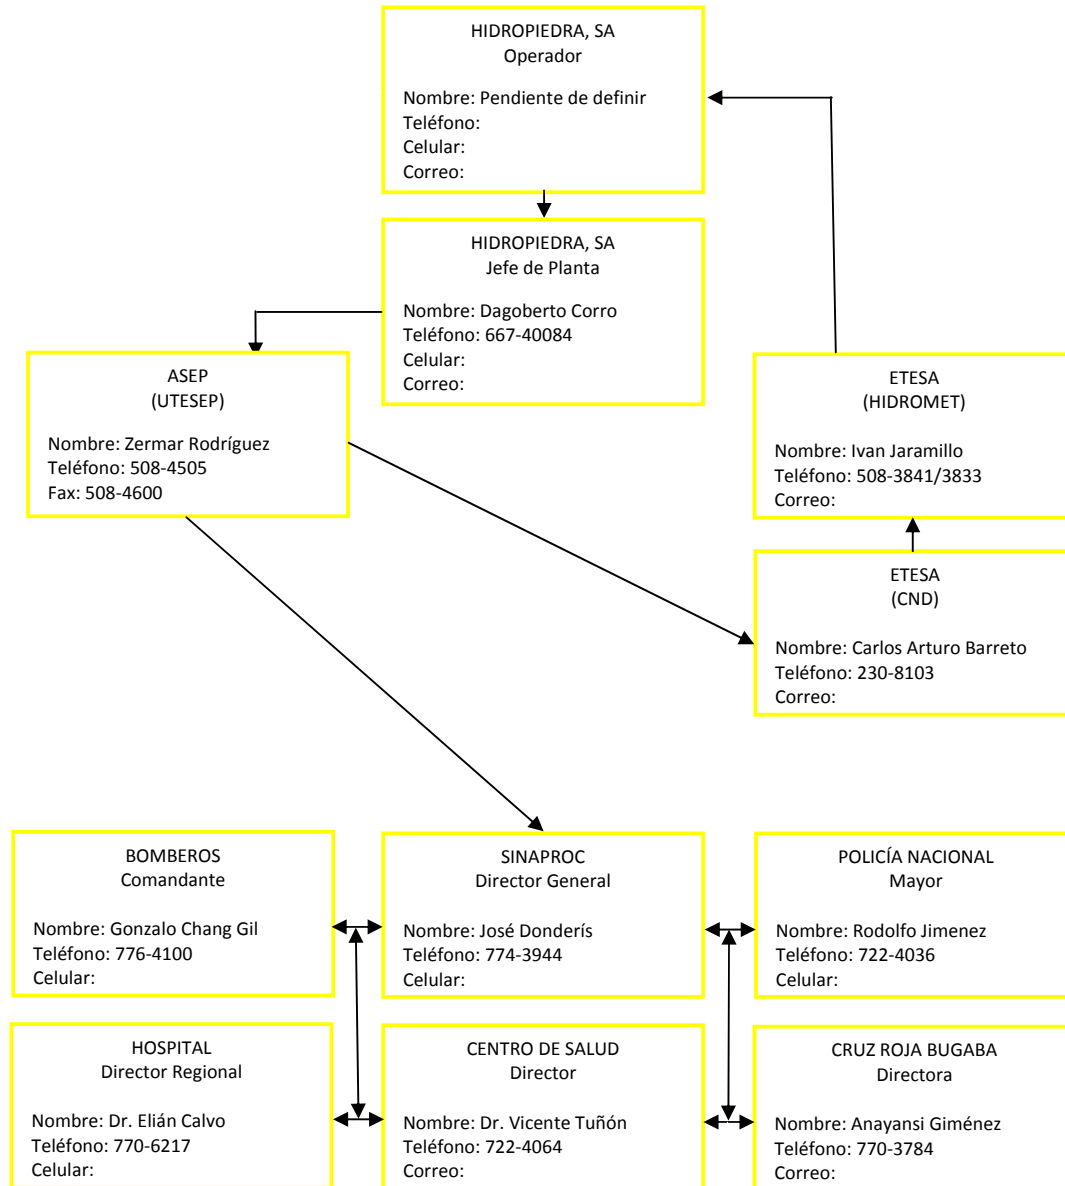 HIDROPIEDRA, SA
Operador
Nombre: Pendiente de definir
Teléfono:
Celular:
Correo:
HIDROPIEDRA, SA
Jefe de Planta
Nombre: Dagoberto Corro
Teléfono: 667-40084
Celular:
Correo:
ASEP
(UTESEP)
Nombre: Zermar Rodríguez
Teléfono: 508-4505
Fax: 508-4600
ETESA
(HIDROMET)
Nombre: Ivan Jaramillo
Teléfono: 508-3841/3833
Correo:
ETESA
(CND)
Nombre: Carlos Arturo Barreto
Teléfono: 230-8103
Correo:
BOMBEROS
Comandante
Nombre: Gonzalo Chang Gil
Teléfono: 776-4100
Celular:
SINAPROC
Director General
Nombre: José Donderís
Teléfono: 774-3944
Celular:
POLICÍA NACIONAL
Mayor
Nombre: Rodolfo Jimenez
Teléfono: 722-4036
Celular:
HOSPITAL
Director Regional
Nombre: Dr. Elián Calvo
Teléfono: 770-6217
Celular:
CENTRO DE SALUD
Director
Nombre: Dr. Vicente Tuñón
Teléfono: 722-4064
Correo:
CRUZ ROJA BUGABA
Directora
Nombre: Anayansi Giménez
Teléfono: 770-3784
Correo: